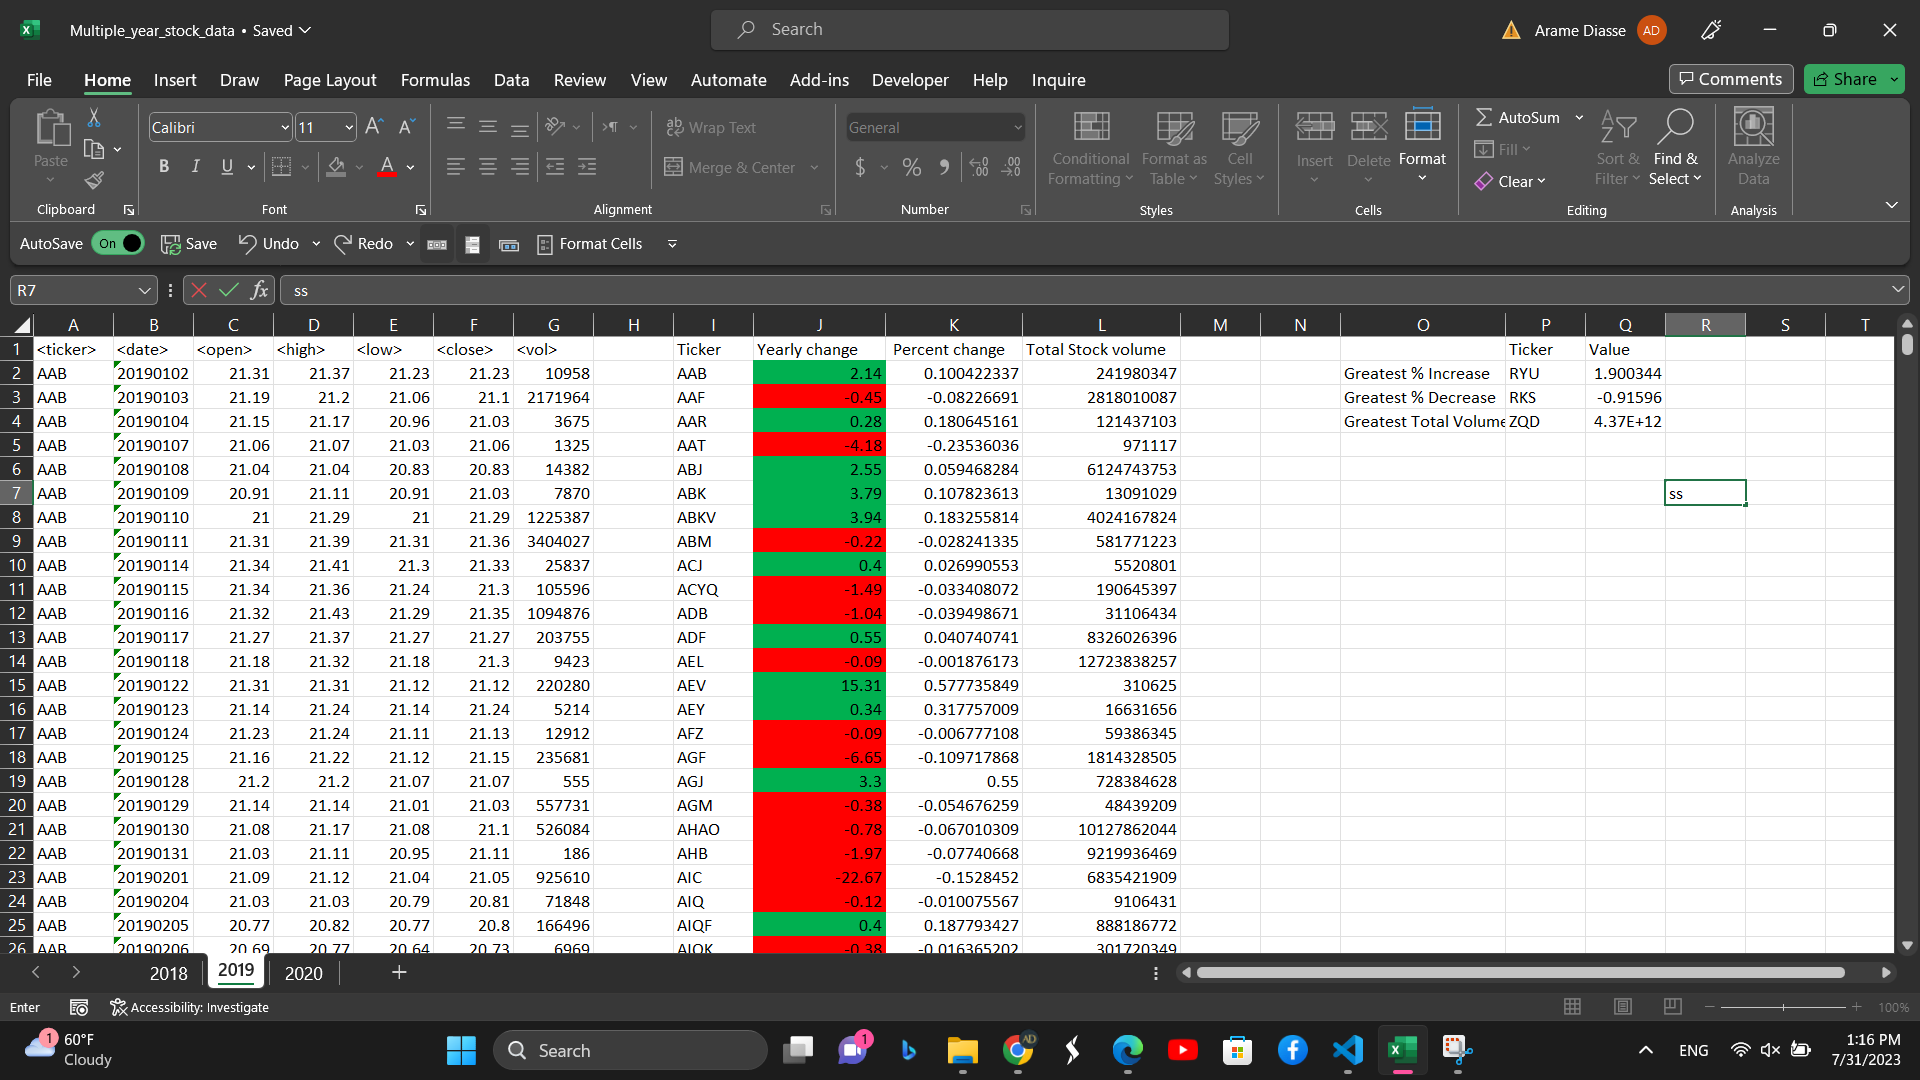 Multiple_year_stock_data • Saved
Search
Arame Diasse AD
File Home Insert Draw Page Layout Formulas Data Review View Automate Add-ins Developer Help Inquire Comments Share
Paste Calibri 11 Wrap Text General Conditional Formatting Format as Table Cell Styles Insert Delete Format AutoSum Fill Clear Sort & Filter Find & Select Analyze Data
B I U A Merge & Center $ %
Clipboard Font Alignment Number Styles Cells Editing Analysis
AutoSave On Save Undo Redo Format Cells
R7 fx ss
A B C D E F G H I J K L M N O P Q R S T
1 <ticker> <date> <open> <high> <low> <close> <vol> Ticker Yearly change Percent change Total Stock volume Ticker Value
2 AAB 20190102 21.31 21.37 21.23 21.23 10958 AAB 2.14 0.100422337 241980347 Greatest % Increase RYU 1.900344
3 AAB 20190103 21.19 21.2 21.06 21.1 2171964 AAF -0.45 -0.08226691 2818010087 Greatest % Decrease RKS -0.91596
4 AAB 20190104 21.15 21.17 20.96 21.03 3675 AAR 0.28 0.180645161 121437103 Greatest Total Volume ZQD 4.37E+12
5 AAB 20190107 21.06 21.07 21.03 21.06 1325 AAT -4.18 -0.23536036 971117
6 AAB 20190108 21.04 21.04 20.83 20.83 14382 ABJ 2.55 0.059468284 6124743753
7 AAB 20190109 20.91 21.11 20.91 21.03 7870 ABK 3.79 0.107823613 13091029 ss
8 AAB 20190110 21 21.29 21 21.29 1225387 ABKV 3.94 0.183255814 4024167824
9 AAB 20190111 21.31 21.39 21.31 21.36 3404027 ABM -0.22 -0.028241335 581771223
10 AAB 20190114 21.34 21.41 21.3 21.33 25837 ACJ 0.4 0.026990553 5520801
11 AAB 20190115 21.34 21.36 21.24 21.3 105596 ACYQ -1.49 -0.033408072 190645397
12 AAB 20190116 21.32 21.43 21.29 21.35 1094876 ADB -1.04 -0.039498671 31106434
13 AAB 20190117 21.27 21.37 21.27 21.27 203755 ADF 0.55 0.040740741 8326026396
14 AAB 20190118 21.18 21.32 21.18 21.3 9423 AEL -0.09 -0.001876173 12723838257
15 AAB 20190122 21.31 21.31 21.12 21.12 220280 AEV 15.31 0.577735849 310625
16 AAB 20190123 21.14 21.24 21.14 21.24 5214 AEY 0.34 0.317757009 16631656
17 AAB 20190124 21.23 21.24 21.11 21.13 12912 AFZ -0.09 -0.006777108 59386345
18 AAB 20190125 21.16 21.22 21.12 21.15 235681 AGF -6.65 -0.109717868 1814328505
19 AAB 20190128 21.2 21.2 21.07 21.07 555 AGJ 3.3 0.55 728384628
20 AAB 20190129 21.14 21.14 21.01 21.03 557731 AGM -0.38 -0.054676259 48439209
21 AAB 20190130 21.08 21.17 21.08 21.1 526084 AHAO -0.78 -0.067010309 10127862044
22 AAB 20190131 21.03 21.11 20.95 21.11 186 AHB -1.97 -0.07740668 9219936469
23 AAB 20190201 21.09 21.12 21.04 21.05 925610 AIC -22.67 -0.1528452 6835421909
24 AAB 20190204 21.03 21.03 20.79 20.81 71848 AIQ -0.12 -0.010075567 9106431
25 AAB 20190205 20.77 20.82 20.77 20.8 166496 AIQF 0.4 0.187793427 888186772
26 AAB 20190206 20.69 20.77 20.64 20.73 6969 AIQK -0.38 -0.016365202 301720349
2018 2019 2020
Enter Accessibility: Investigate 100%
1 60°F Cloudy Search 1 AD ENG 1:16 PM
7/31/2023